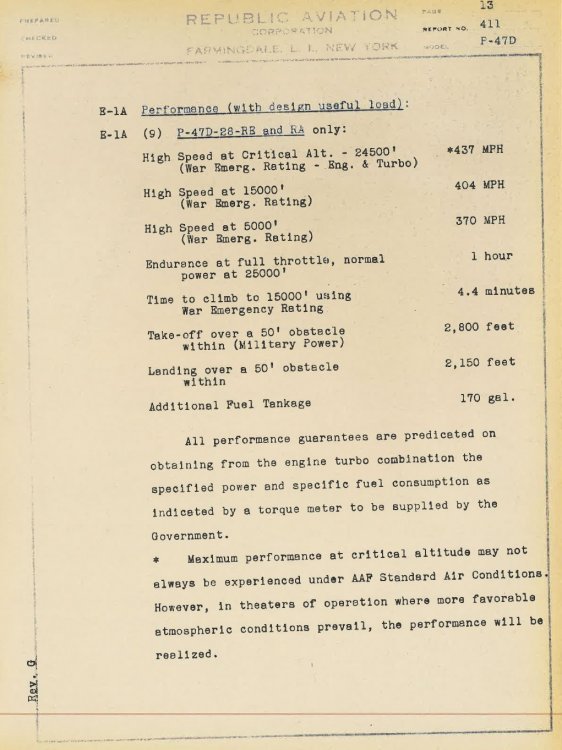 PREPARED
CHECKED
REVISED
REPUBLIC AVIATION
CORPORATION
FARMINGDALE, L. I., NEW YORK
PAGE 13
REPORT NO. 411
MODEL P-47D
E-1A Performance (with design useful load):
E-1A (9) P-47D-28-RE and RA only:
High Speed at Critical Alt. - 24500' *437 MPH
(War Emerg. Rating - Eng. & Turbo)
High Speed at 15000' 404 MPH
(War Emerg. Rating)
High Speed at 5000' 370 MPH
(War Emerg. Rating)
Endurance at full throttle, normal 1 hour
power at 25000'
Time to climb to 15000' using 4.4 minutes
War Emergency Rating
Take-off over a 50' obstacle 2,800 feet
within (Military Power)
Landing over a 50' obstacle 2,150 feet
within
Additional Fuel Tankage 170 gal.
All performance guarantees are predicated on
obtaining from the engine turbo combination the
specified power and specific fuel consumption as
indicated by a torque meter to be supplied by the
Government.
* Maximum performance at critical altitude may not
always be experienced under AAF Standard Air Conditions.
However, in theaters of operation where more favorable
atmospheric conditions prevail, the performance will be
realized.
Rev. G